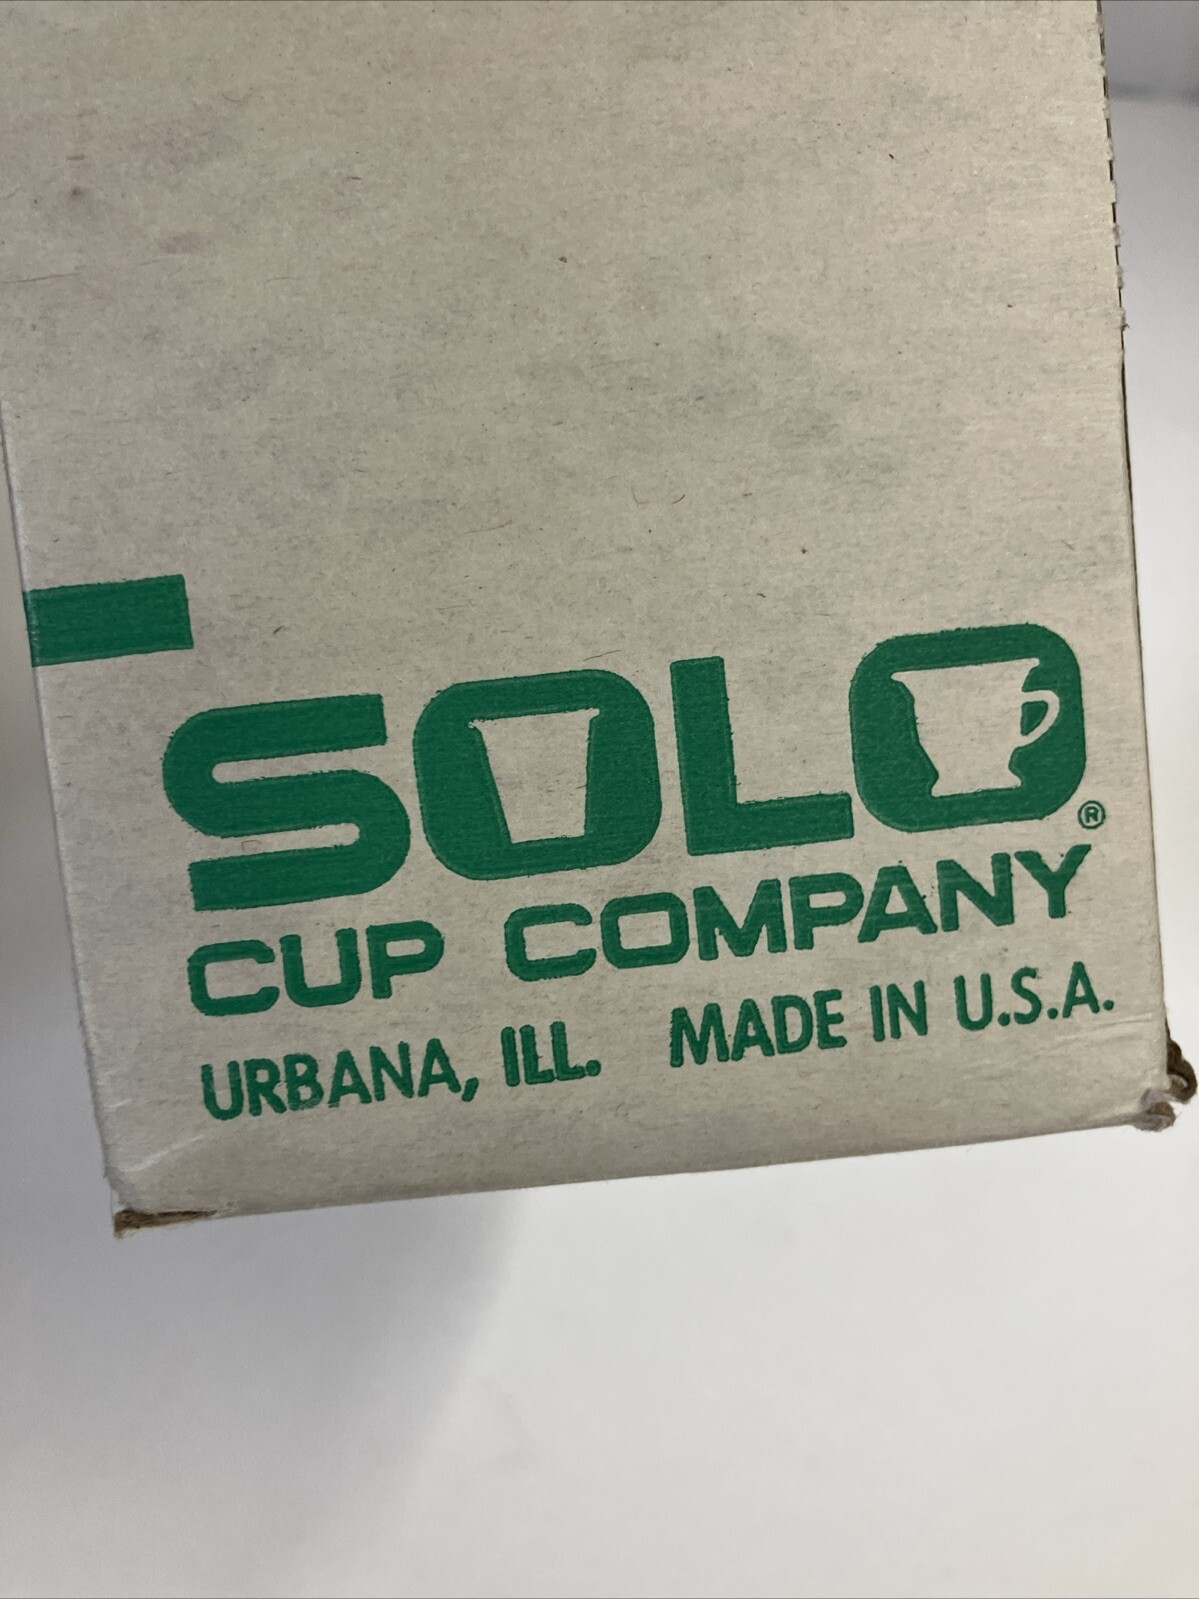 SOLO®
CUP COMPANY
URBANA, ILL. MADE IN U.S.A.